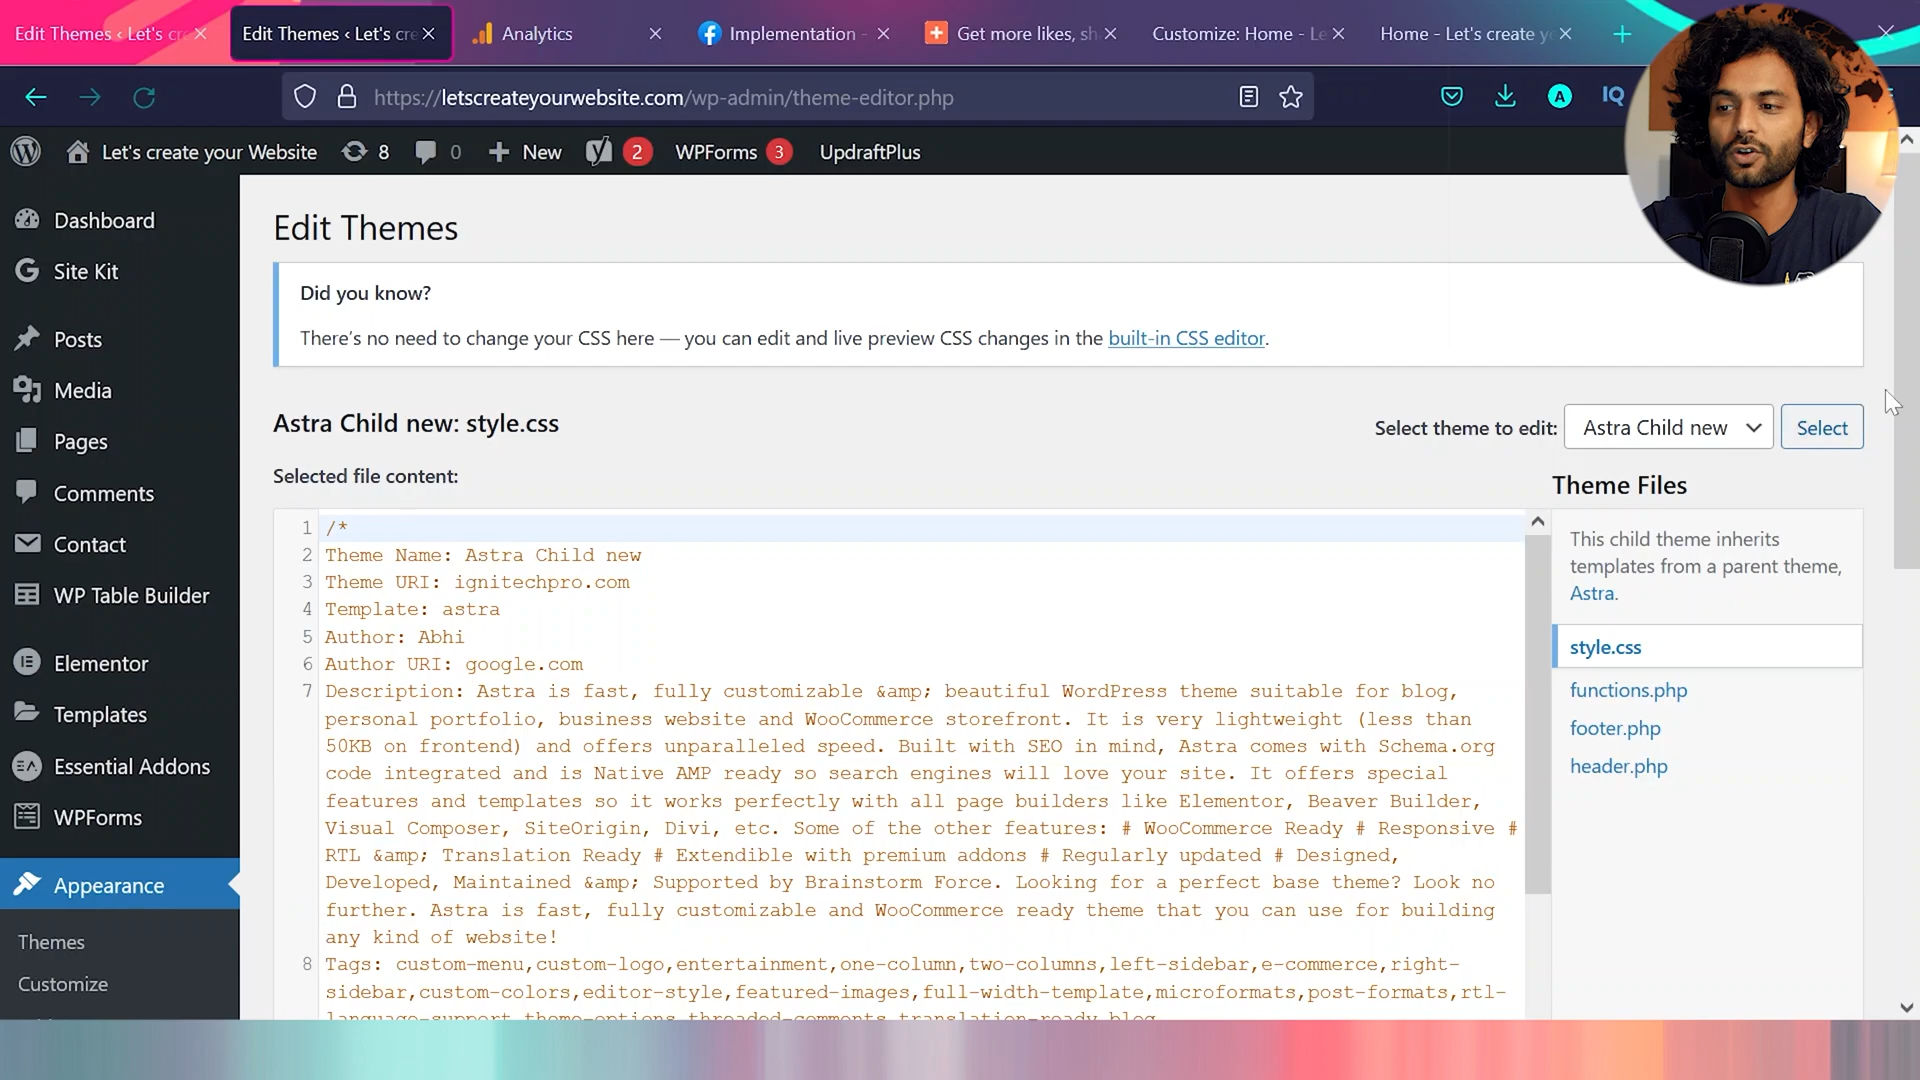 Edit Themes ‹ Let's cr
Edit Themes ‹ Let's cre
Analytics
Implementation -
Get more likes, sh
Customize: Home - Le
Home - Let's create y
https://letscreateyourwebsite.com/wp-admin/theme-editor.php
A
IQ
Let's create your Website
8
0
New
2
WPForms
3
UpdraftPlus
Dashboard
Site Kit
Posts
Media
Pages
Comments
Contact
WP Table Builder
Elementor
Templates
Essential Addons
WPForms
Appearance
Themes
Customize
Edit Themes
Did you know?
There's no need to change your CSS here — you can edit and live preview CSS changes in the built-in CSS editor.
Astra Child new: style.css
Select theme to edit:
Astra Child new
Select
Selected file content:
1 /*
2 Theme Name: Astra Child new
3 Theme URI: ignitechpro.com
4 Template: astra
5 Author: Abhi
6 Author URI: google.com
7 Description: Astra is fast, fully customizable &amp; beautiful WordPress theme suitable for blog,
personal portfolio, business website and WooCommerce storefront. It is very lightweight (less than
50KB on frontend) and offers unparalleled speed. Built with SEO in mind, Astra comes with Schema.org
code integrated and is Native AMP ready so search engines will love your site. It offers special
features and templates so it works perfectly with all page builders like Elementor, Beaver Builder,
Visual Composer, SiteOrigin, Divi, etc. Some of the other features: # WooCommerce Ready # Responsive #
RTL &amp; Translation Ready # Extendible with premium addons # Regularly updated # Designed,
Developed, Maintained &amp; Supported by Brainstorm Force. Looking for a perfect base theme? Look no
further. Astra is fast, fully customizable and WooCommerce ready theme that you can use for building
any kind of website!
8 Tags: custom-menu,custom-logo,entertainment,one-column,two-columns,left-sidebar,e-commerce,right-
sidebar,custom-colors,editor-style,featured-images,full-width-template,microformats,post-formats,rtl-
language-support,theme-options,threaded-comments,translation-ready,blog
Theme Files
This child theme inherits
templates from a parent theme,
Astra.
style.css
functions.php
footer.php
header.php